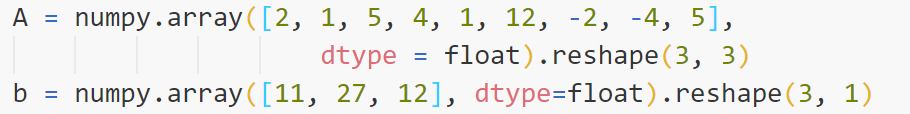 A = numpy.array([2, 1, 5, 4, 1, 12, -2, -4, 5],
dtype = float).reshape(3, 3)
b = numpy.array([11, 27, 12], dtype=float).reshape(3, 1)